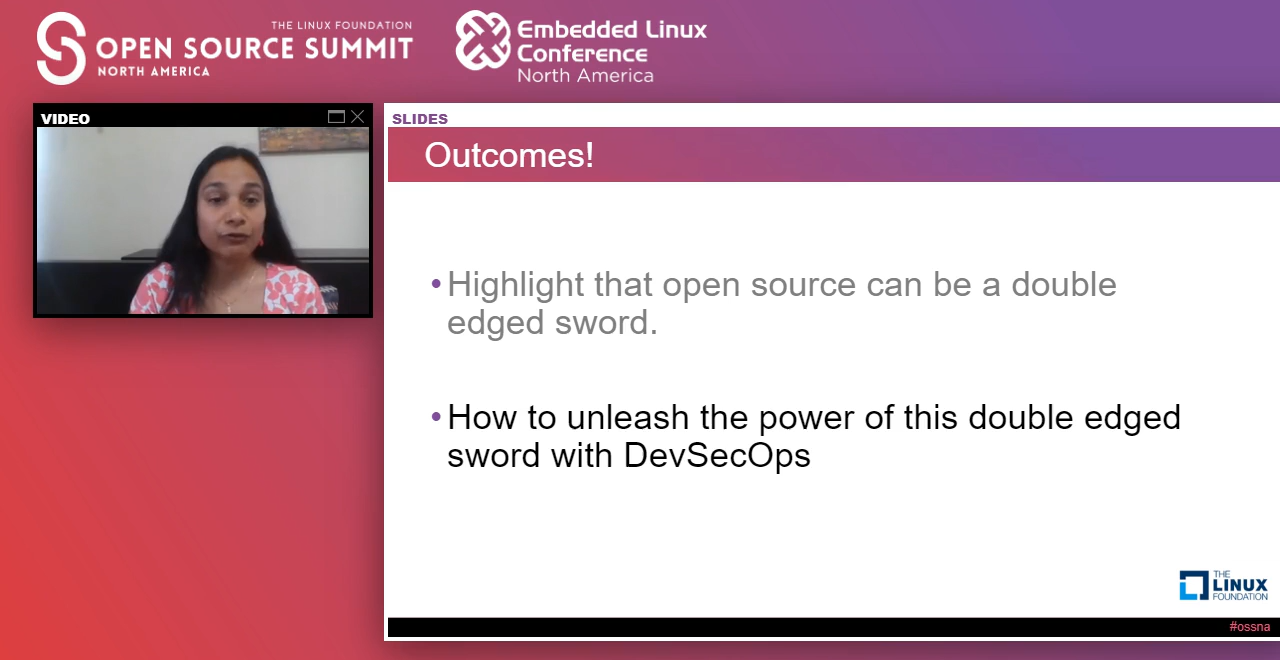 THE LINUX FOUNDATION
OPEN SOURCE SUMMIT
NORTH AMERICA
Embedded Linux
Conference
North America
VIDEO
SLIDES
Outcomes!
•Highlight that open source can be a double
edged sword.
•How to unleash the power of this double edged
sword with DevSecOps
THE
LINUX
FOUNDATION
#ossna